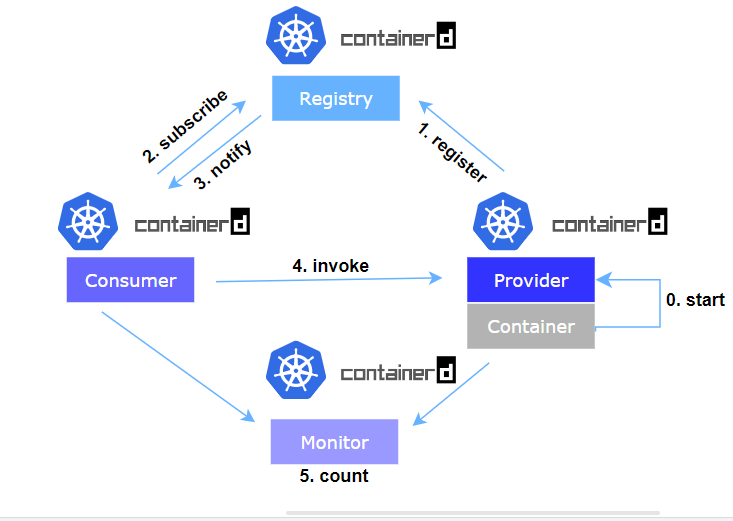 containerd
Registry
2. subscribe
3. notify
1. register
containerd
containerd
Consumer
4. invoke
Provider
0. start
Container
containerd
Monitor
5. count